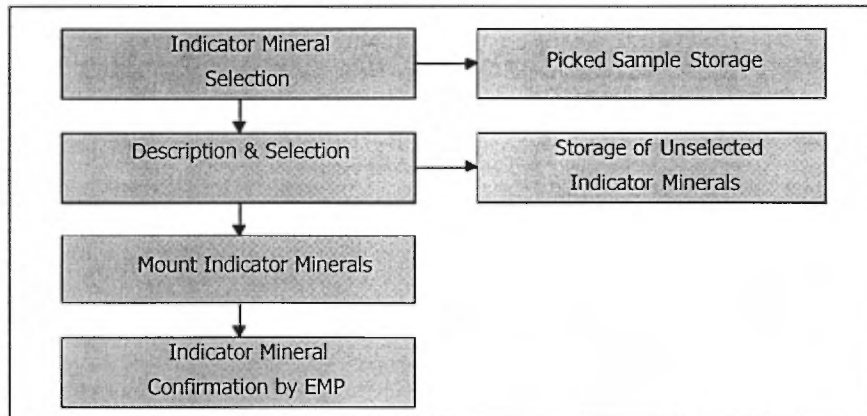 Indicator Mineral
Selection
Picked Sample Storage
Description & Selection
Storage of Unselected
Indicator Minerals
Mount Indicator Minerals
Indicator Mineral
Confirmation by EMP